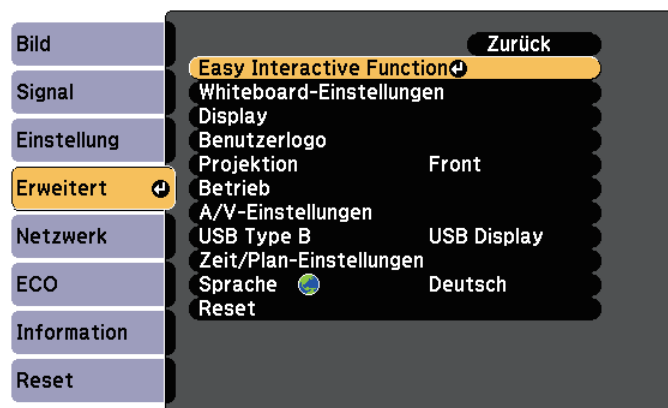 Bild
Signal
Einstellung
Erweitert
Netzwerk
ECO
Information
Reset
Zurück
Easy Interactive Function
Whiteboard-Einstellungen
Display
Benutzerlogo
Projektion Front
Betrieb
A/V-Einstellungen
USB Type B USB Display
Zeit/Plan-Einstellungen
Sprache Deutsch
Reset